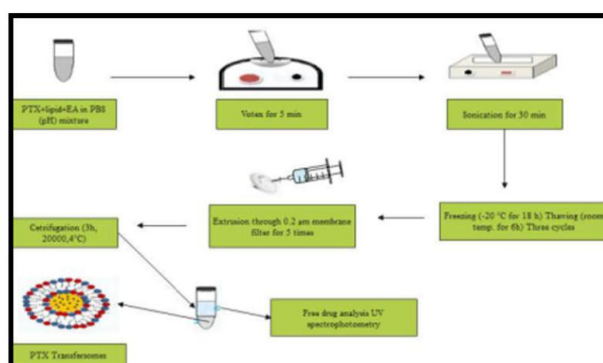 PTX+lipid+EA in PBS
(pH) mixture
Votax for 5 min
Sonication for 30 min
Freezing (-20 °C for 18 h) Thawing (room
temp. for 6h) Three cycles
Extrusion through 0.2 am membrane
filter for 5 times
Cetrifugation (3h,
20000,4°C)
Free drug analysis UV
spectrophotometry
PTX Transfersomes